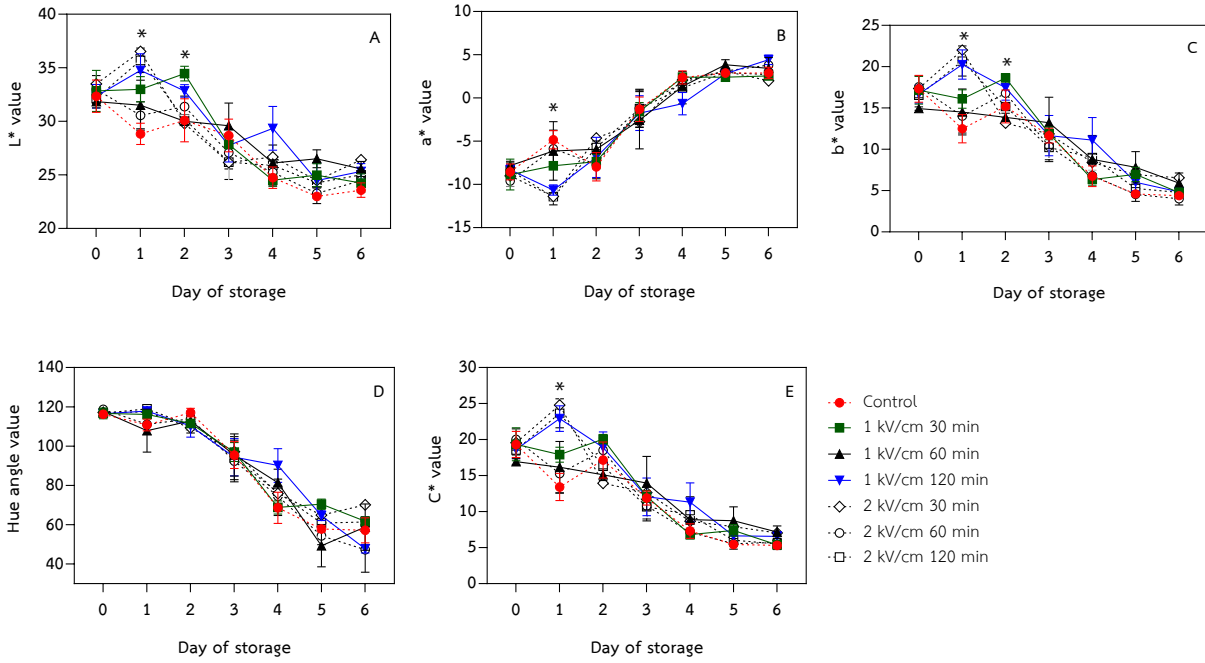 A
L* value
40
35
30
25
20
* *
0 1 2 3 4 5 6
Day of storage
B
a* value
10
5
0
-5
-10
-15
*
0 1 2 3 4 5 6
Day of storage
C
b* value
25
20
15
10
5
0
* *
0 1 2 3 4 5 6
Day of storage
D
Hue angle value
140
120
100
80
60
40
0 1 2 3 4 5 6
Day of storage
E
C* value
30
25
20
15
10
5
0
*
0 1 2 3 4 5 6
Day of storage
Control
1 kV/cm 30 min
1 kV/cm 60 min
1 kV/cm 120 min
2 kV/cm 30 min
2 kV/cm 60 min
2 kV/cm 120 min